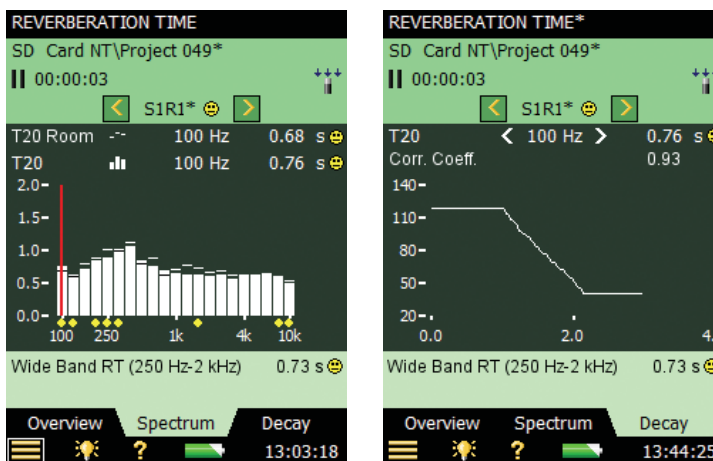 REVERBERATION TIME
SD Card NT\Project 049*
00:00:03
S1R1*
T20 Room 100 Hz 0.68 s
T20 100 Hz 0.76 s
2.0
1.5
1.0
0.5
0.0
100 250 1k 4k 10k
Wide Band RT (250 Hz-2 kHz) 0.73 s
Overview Spectrum Decay
? 13:03:18
REVERBERATION TIME*
SD Card NT\Project 049*
00:00:03
S1R1*
T20 < 100 Hz > 0.76 s
Corr. Coeff. 0.93
140
110
80
50
20
0.0 2.0 4.
Wide Band RT (250 Hz-2 kHz) 0.73 s
Overview Spectrum Decay
? 13:44:25